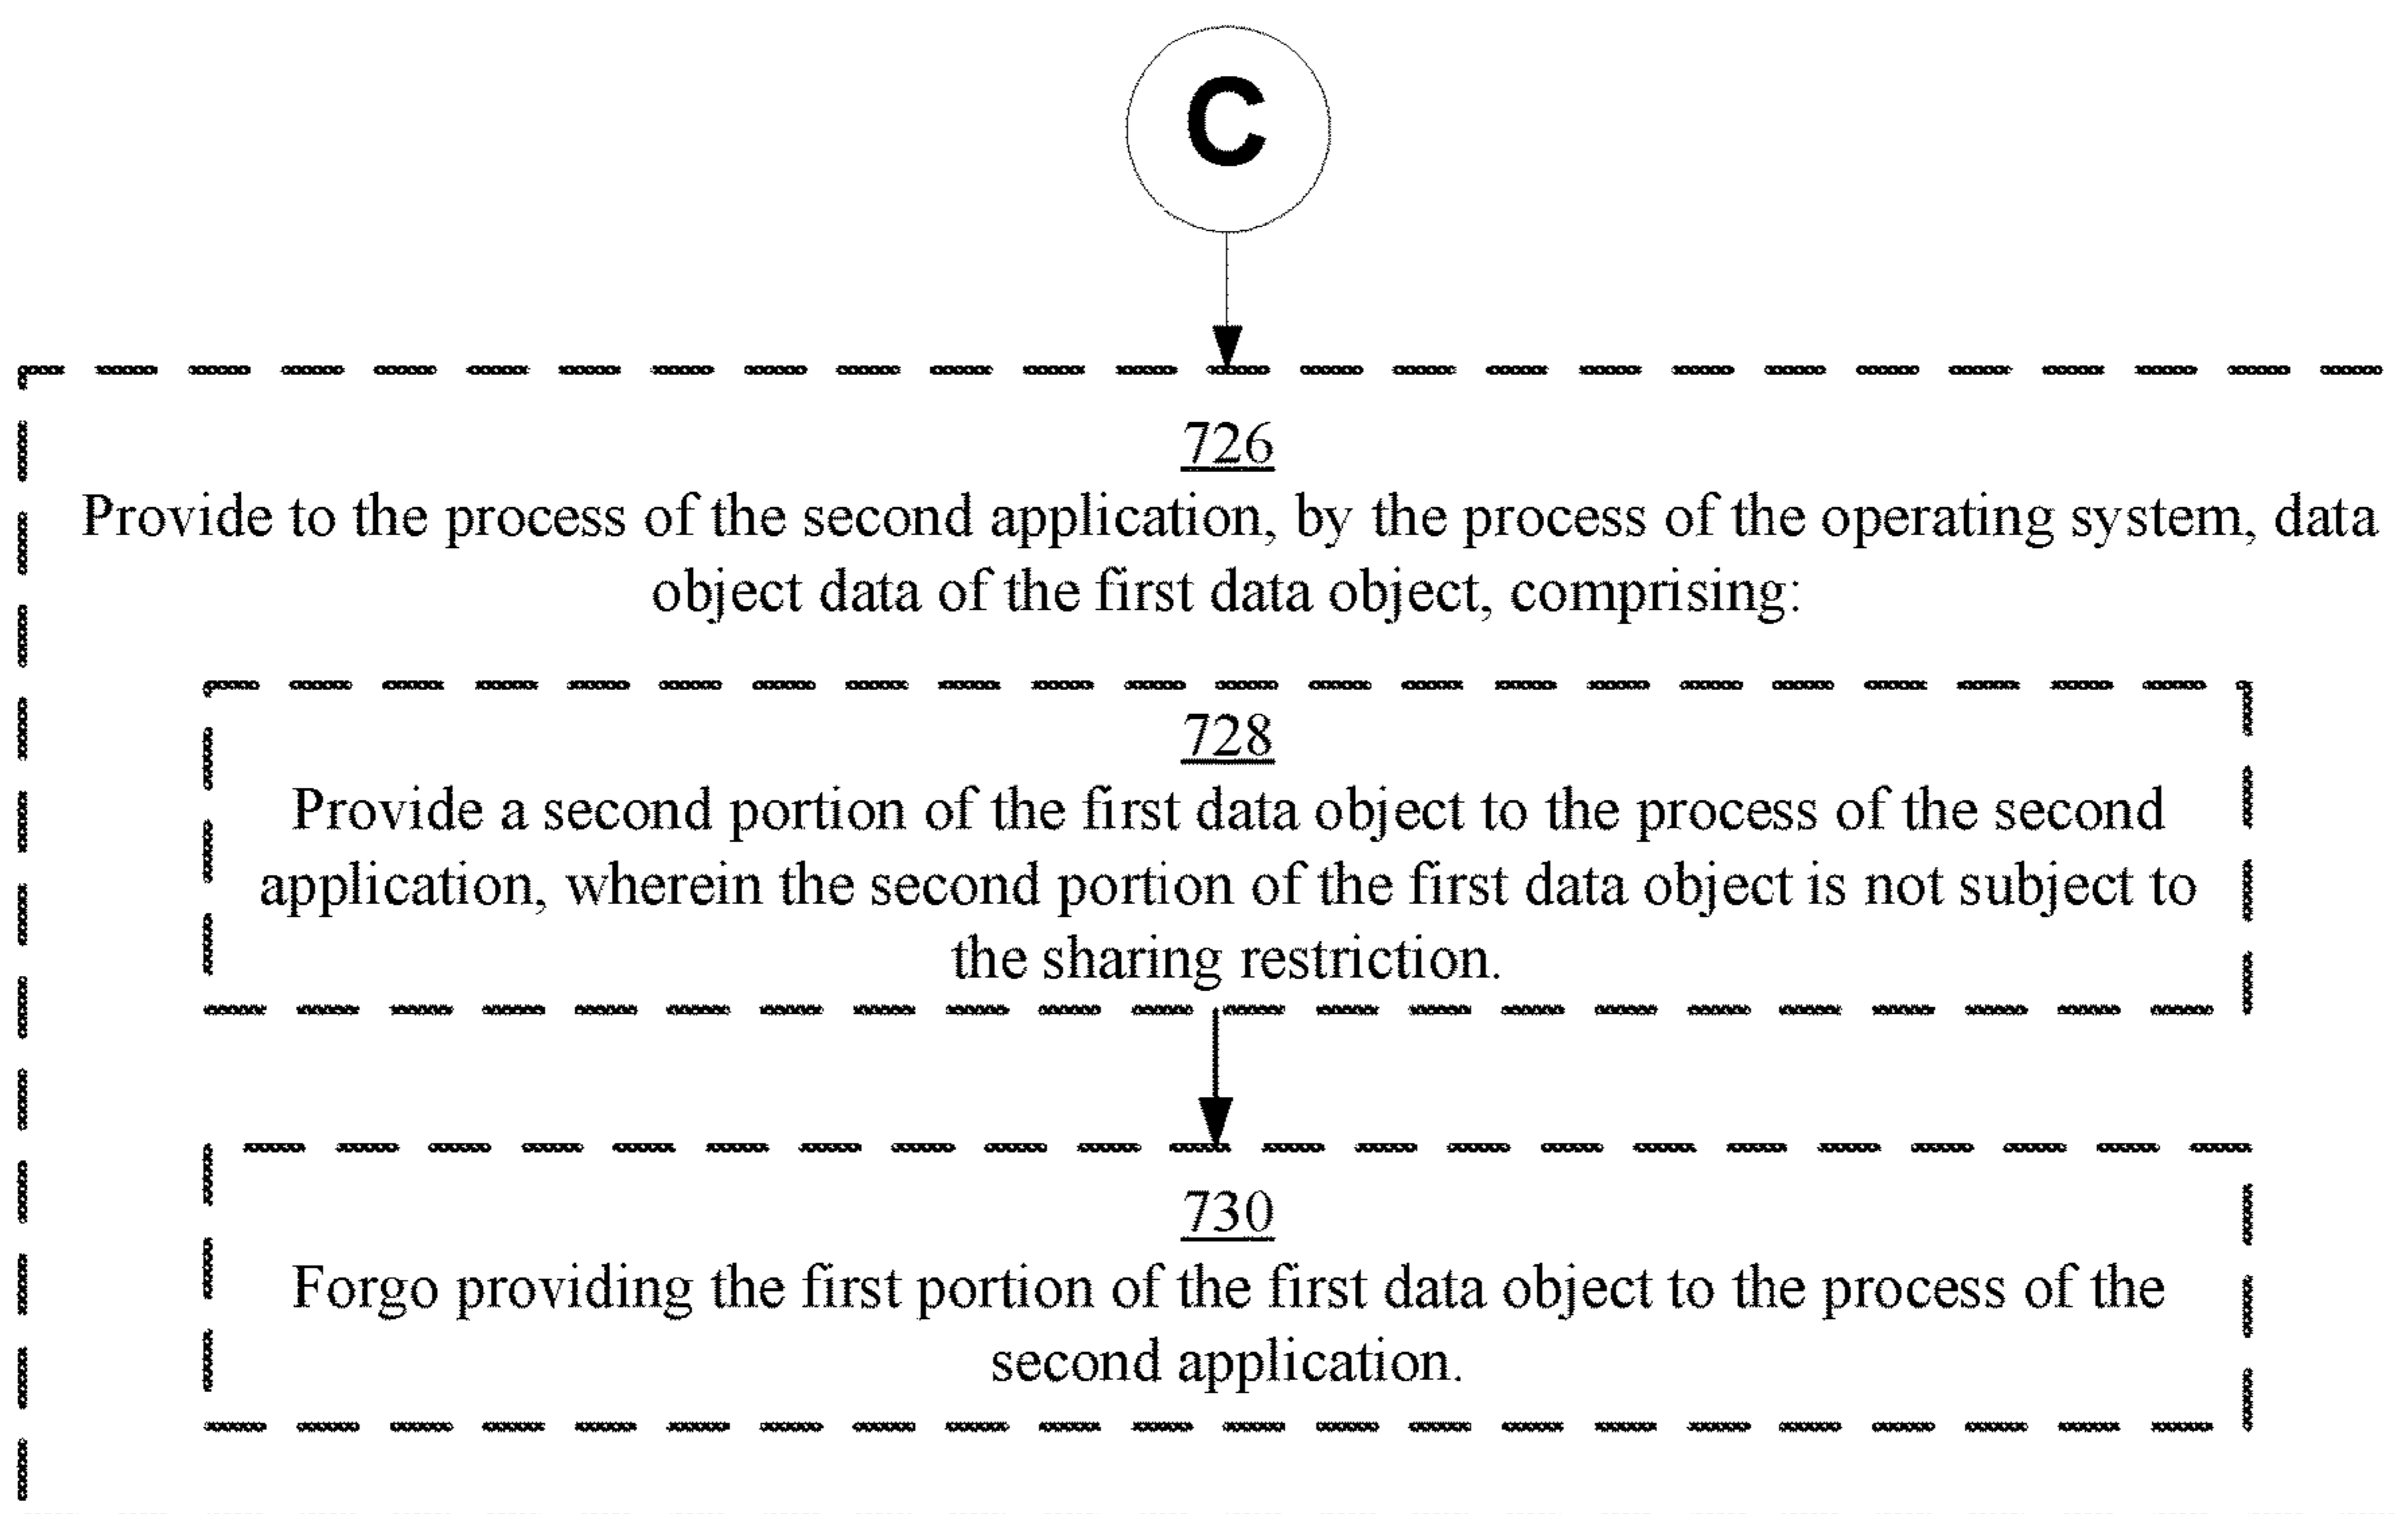 C
726
Provide to the process of the second application, by the process of the operating system, data
object data of the first data object, comprising:
728
Provide a second portion of the first data object to the process of the second
application, wherein the second portion of the first data object is not subject to
the sharing restriction.
730
Forgo providing the first portion of the first data object to the process of the
second application.